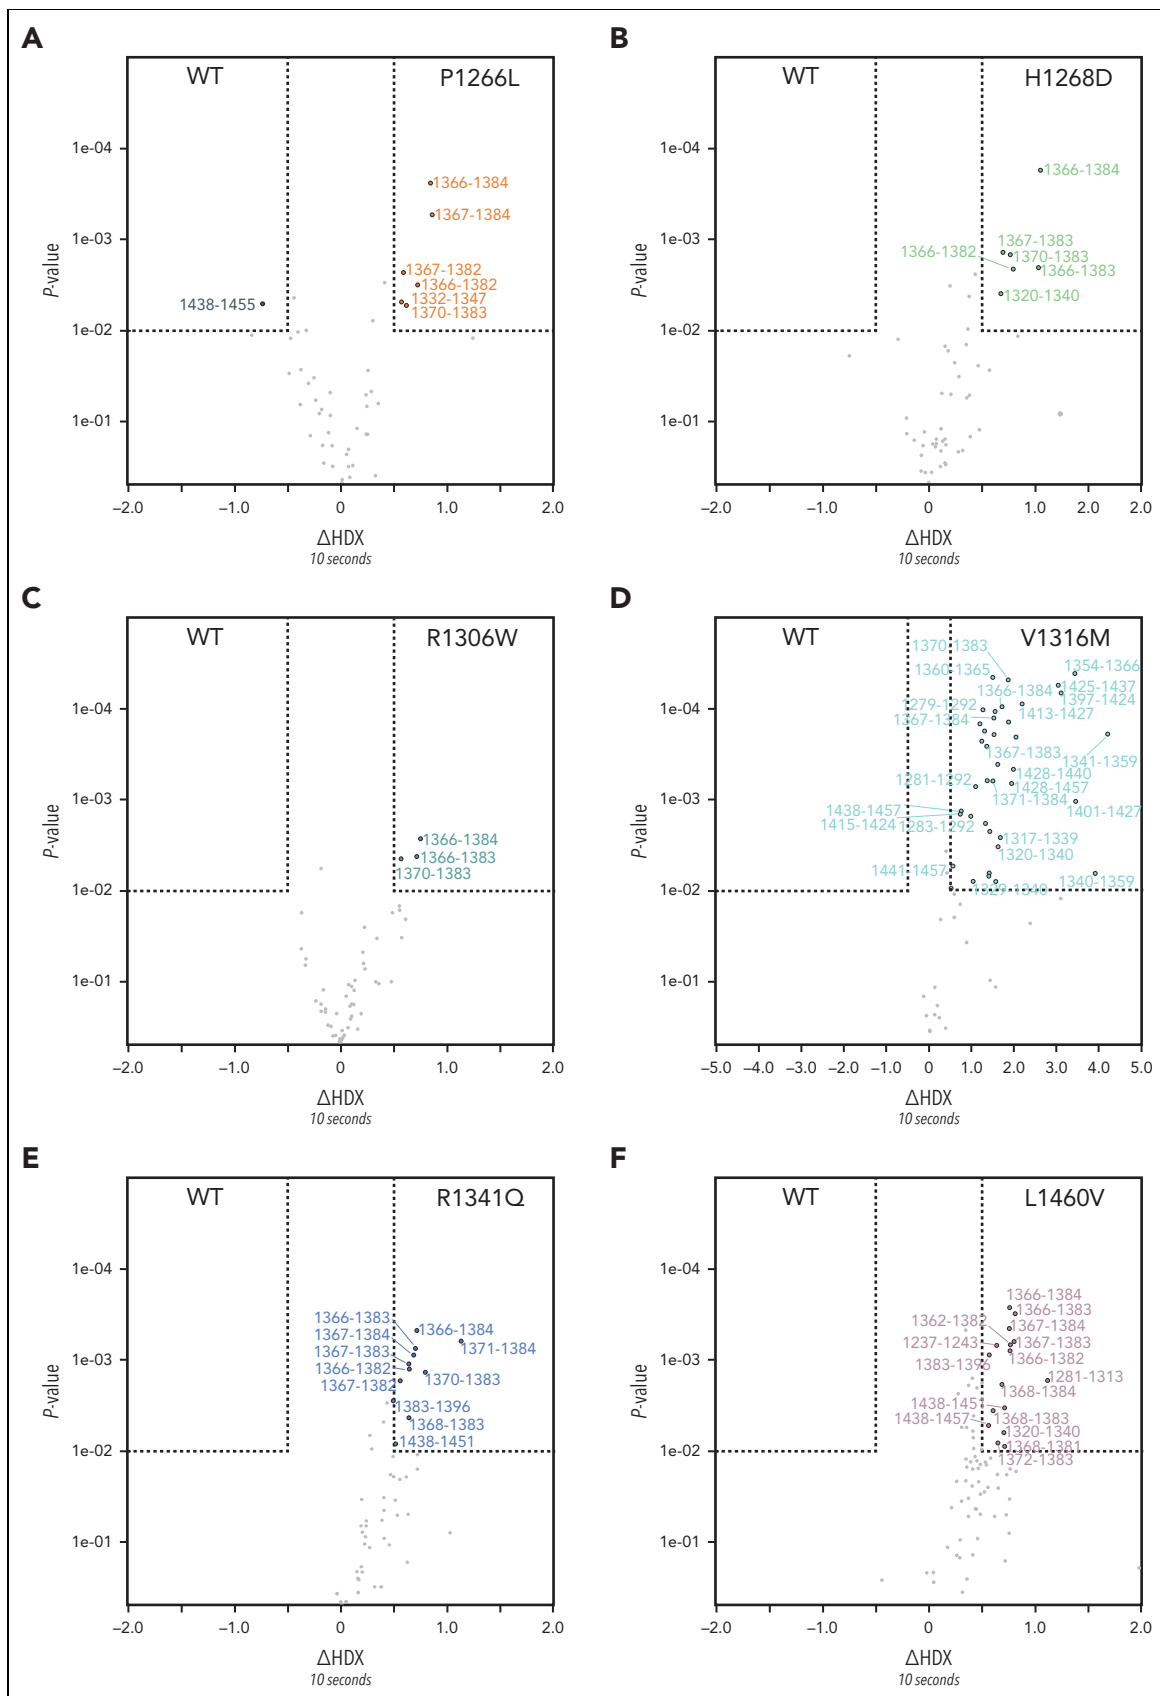 A
WT
P1266L
1e-04
1e-03
1e-02
1e-01
P-value
1366-1384
1367-1384
1367-1382
1366-1382
1332-1347
1370-1383
1438-1455
–2.0
–1.0
0
1.0
2.0
ΔHDX
10 seconds
B
WT
H1268D
1e-04
1e-03
1e-02
1e-01
P-value
1366-1384
1367-1383
1366-1382
1370-1383
1366-1383
1320-1340
–2.0
–1.0
0
1.0
2.0
ΔHDX
10 seconds
C
WT
R1306W
1e-04
1e-03
1e-02
1e-01
P-value
1366-1384
1366-1383
1370-1383
–2.0
–1.0
0
1.0
2.0
ΔHDX
10 seconds
D
WT
V1316M
1e-04
1e-03
1e-02
1e-01
P-value
1370-1383
1360-1365
1354-1366
1425-1437
1366-1384
1397-1424
1279-1292
1413-1427
1367-1384
1367-1383
1341-1359
1281-1292
1428-1440
1428-1457
1371-1384
1401-1427
1438-1457
1415-1424
1283-1292
1317-1339
1320-1340
1441-1457
1329-1340
1340-1359
–5.0
–4.0
–3.0
–2.0
–1.0
0
1.0
2.0
3.0
4.0
5.0
ΔHDX
10 seconds
E
WT
R1341Q
1e-04
1e-03
1e-02
1e-01
P-value
1366-1383
1366-1384
1367-1384
1371-1384
1367-1383
1366-1382
1370-1383
1367-1382
1383-1396
1368-1383
1438-1451
–2.0
–1.0
0
1.0
2.0
ΔHDX
10 seconds
F
WT
L1460V
1e-04
1e-03
1e-02
1e-01
P-value
1366-1384
1366-1383
1362-1382
1367-1384
1237-1243
1367-1383
1383-1396
1366-1382
1281-1313
1368-1384
1438-1451
1438-1457
1368-1383
1320-1340
1368-1381
1372-1383
–2.0
–1.0
0
1.0
2.0
ΔHDX
10 seconds